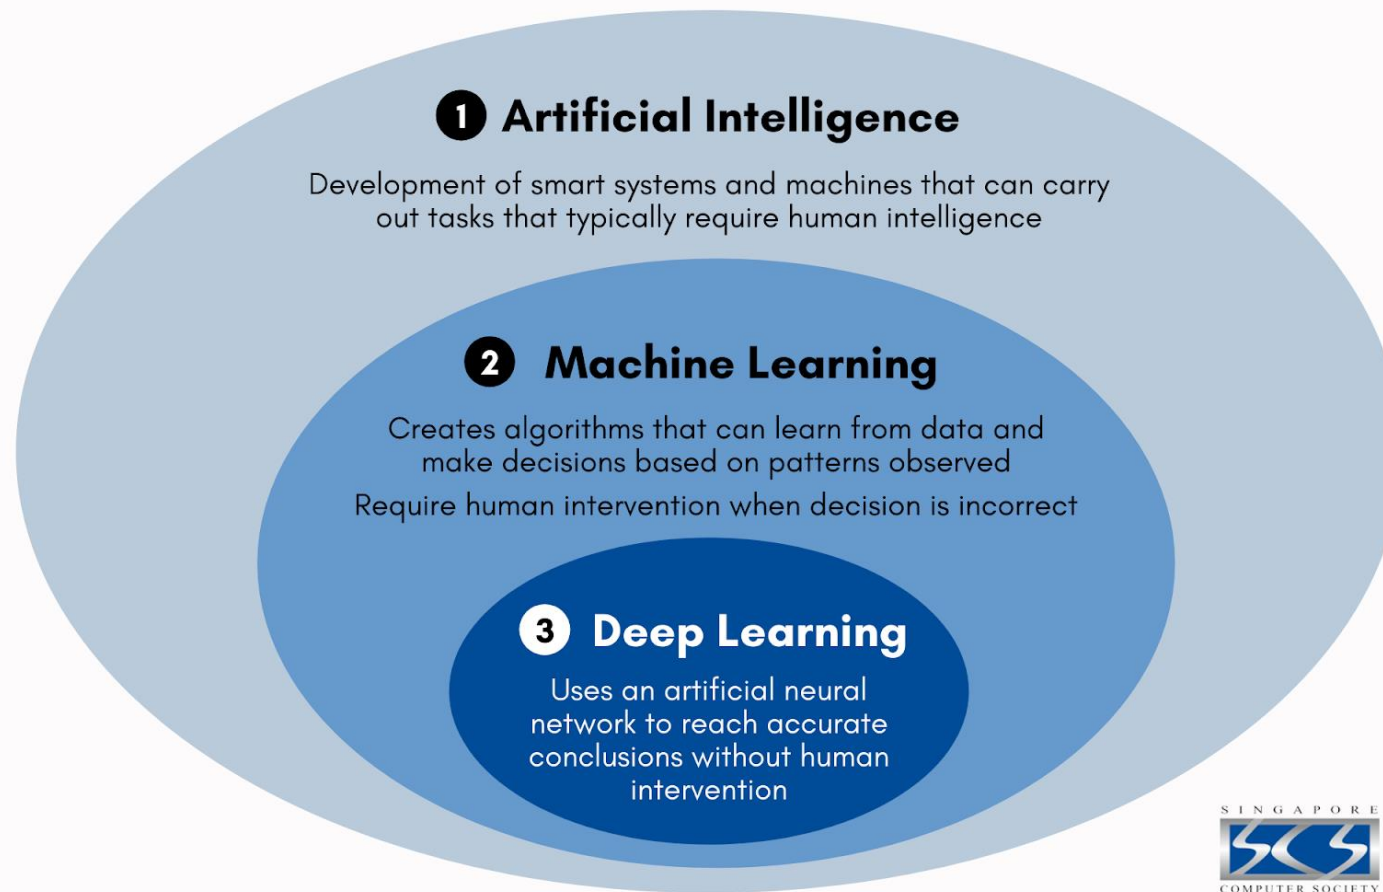 1 Artificial Intelligence
Development of smart systems and machines that can carry
out tasks that typically require human intelligence
2 Machine Learning
Creates algorithms that can learn from data and
make decisions based on patterns observed
Require human intervention when decision is incorrect
3 Deep Learning
Uses an artificial neural
network to reach accurate
conclusions without human
intervention
SINGAPORE
SCS
COMPUTER SOCIETY